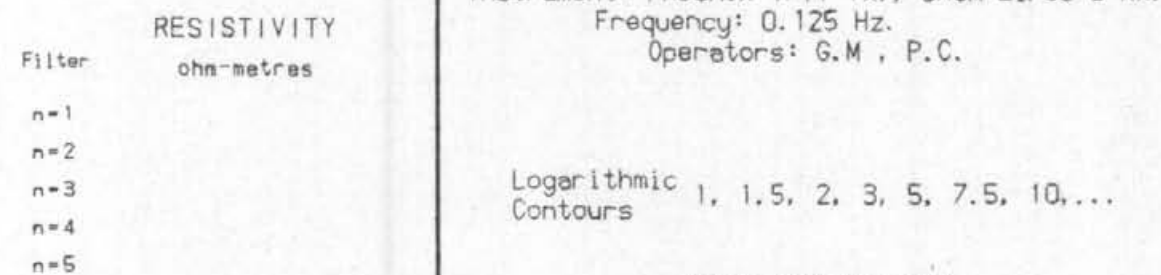 RESISTIVITY
Filter ohm-metres
n=1
n=2
n=3
n=4
n=5
Frequency: 0.125 Hz.
Operators: G.M , P.C.
Logarithmic
Contours 1, 1.5, 2, 3, 5, 7.5, 10,...